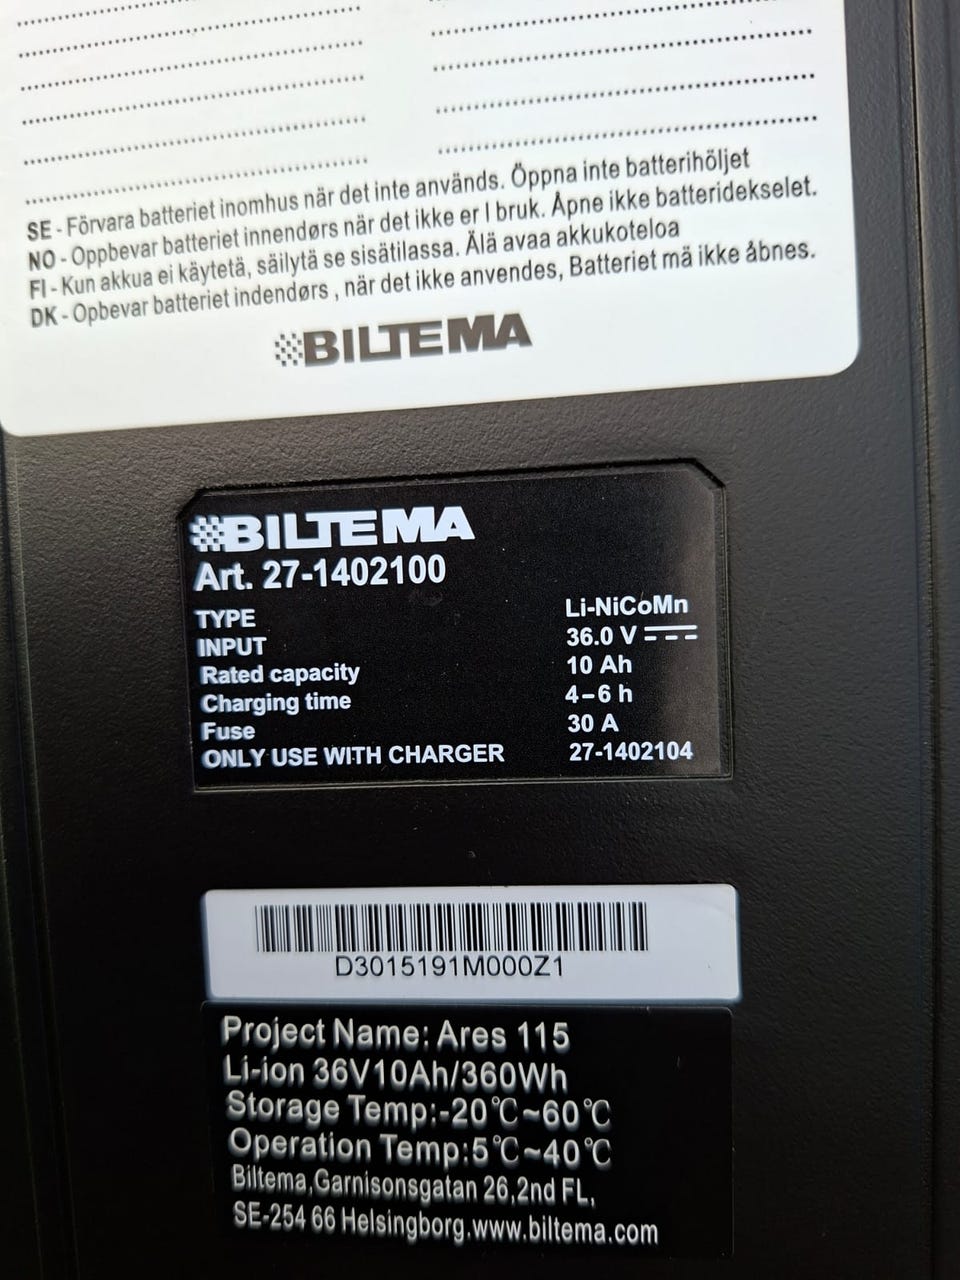 SE - Förvara batteriet inomhus när det inte används. Öppna inte batterihöljet
NO - Oppbevar batteriet innendørs når det ikke er I bruk. Åpne ikke batteridekselet.
FI - Kun akkua ei käytetä, säilytä se sisätilassa. Älä avaa akkukoteloa
DK - Opbevar batteriet indendørs , når det ikke anvendes, Batteriet må ikke åbnes.
BILTEMA
BILTEMA
Art. 27-1402100
TYPE Li-NiCoMn
INPUT 36.0 V ⎓
Rated capacity 10 Ah
Charging time 4–6 h
Fuse 30 A
ONLY USE WITH CHARGER 27-1402104
D3015191M000Z1
Project Name: Ares 115
Li-ion 36V10Ah/360Wh
Storage Temp:-20℃~60℃
Operation Temp:5℃~40℃
Biltema,Garnisonsgatan 26,2nd FL,
SE-254 66 Helsingborg.www.biltema.com